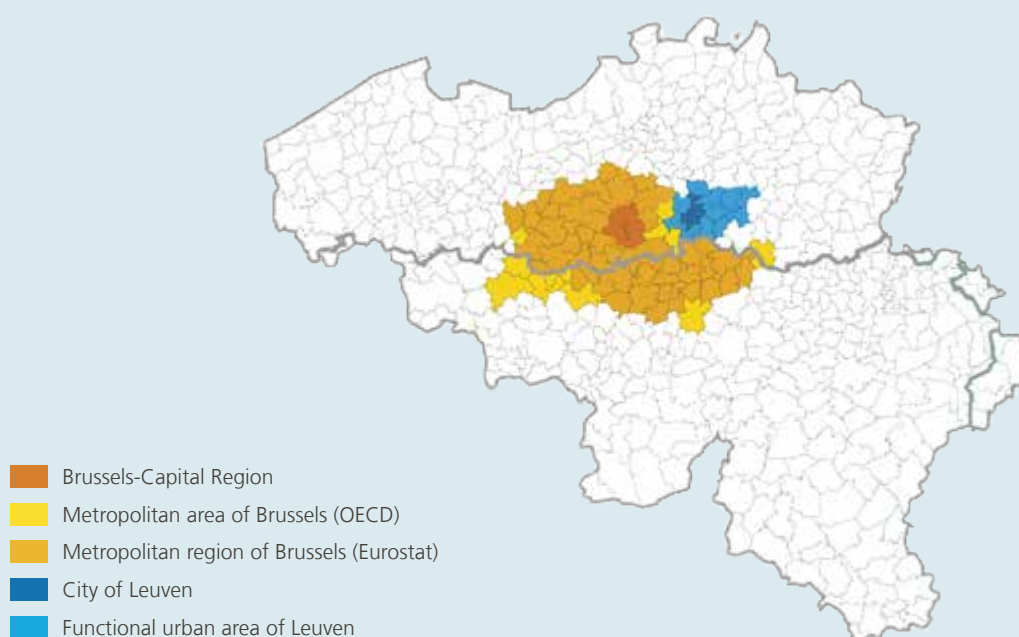 Brussels-Capital Region
Metropolitan area of Brussels (OECD)
Metropolitan region of Brussels (Eurostat)
City of Leuven
Functional urban area of Leuven